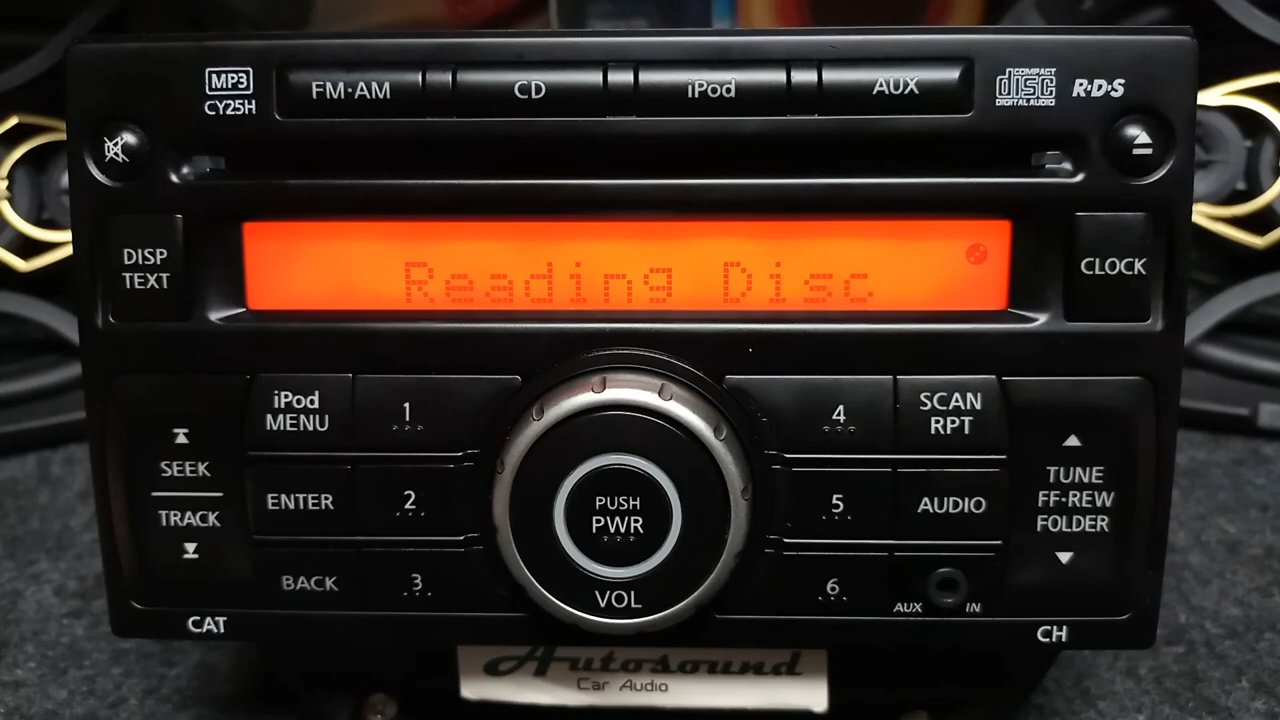 MP3
CY25H
FM·AM
CD
iPod
AUX
COMPACT
disc
DIGITAL AUDIO
R·D·S
DISP
TEXT
Reading Disc
CLOCK
SEEK
TRACK
CAT
iPod
MENU
1
ENTER
2
BACK
3
PUSH
PWR
VOL
4
SCAN
RPT
5
AUDIO
6
AUX IN
TUNE
FF·REW
FOLDER
CH
Autosound
Car Audio